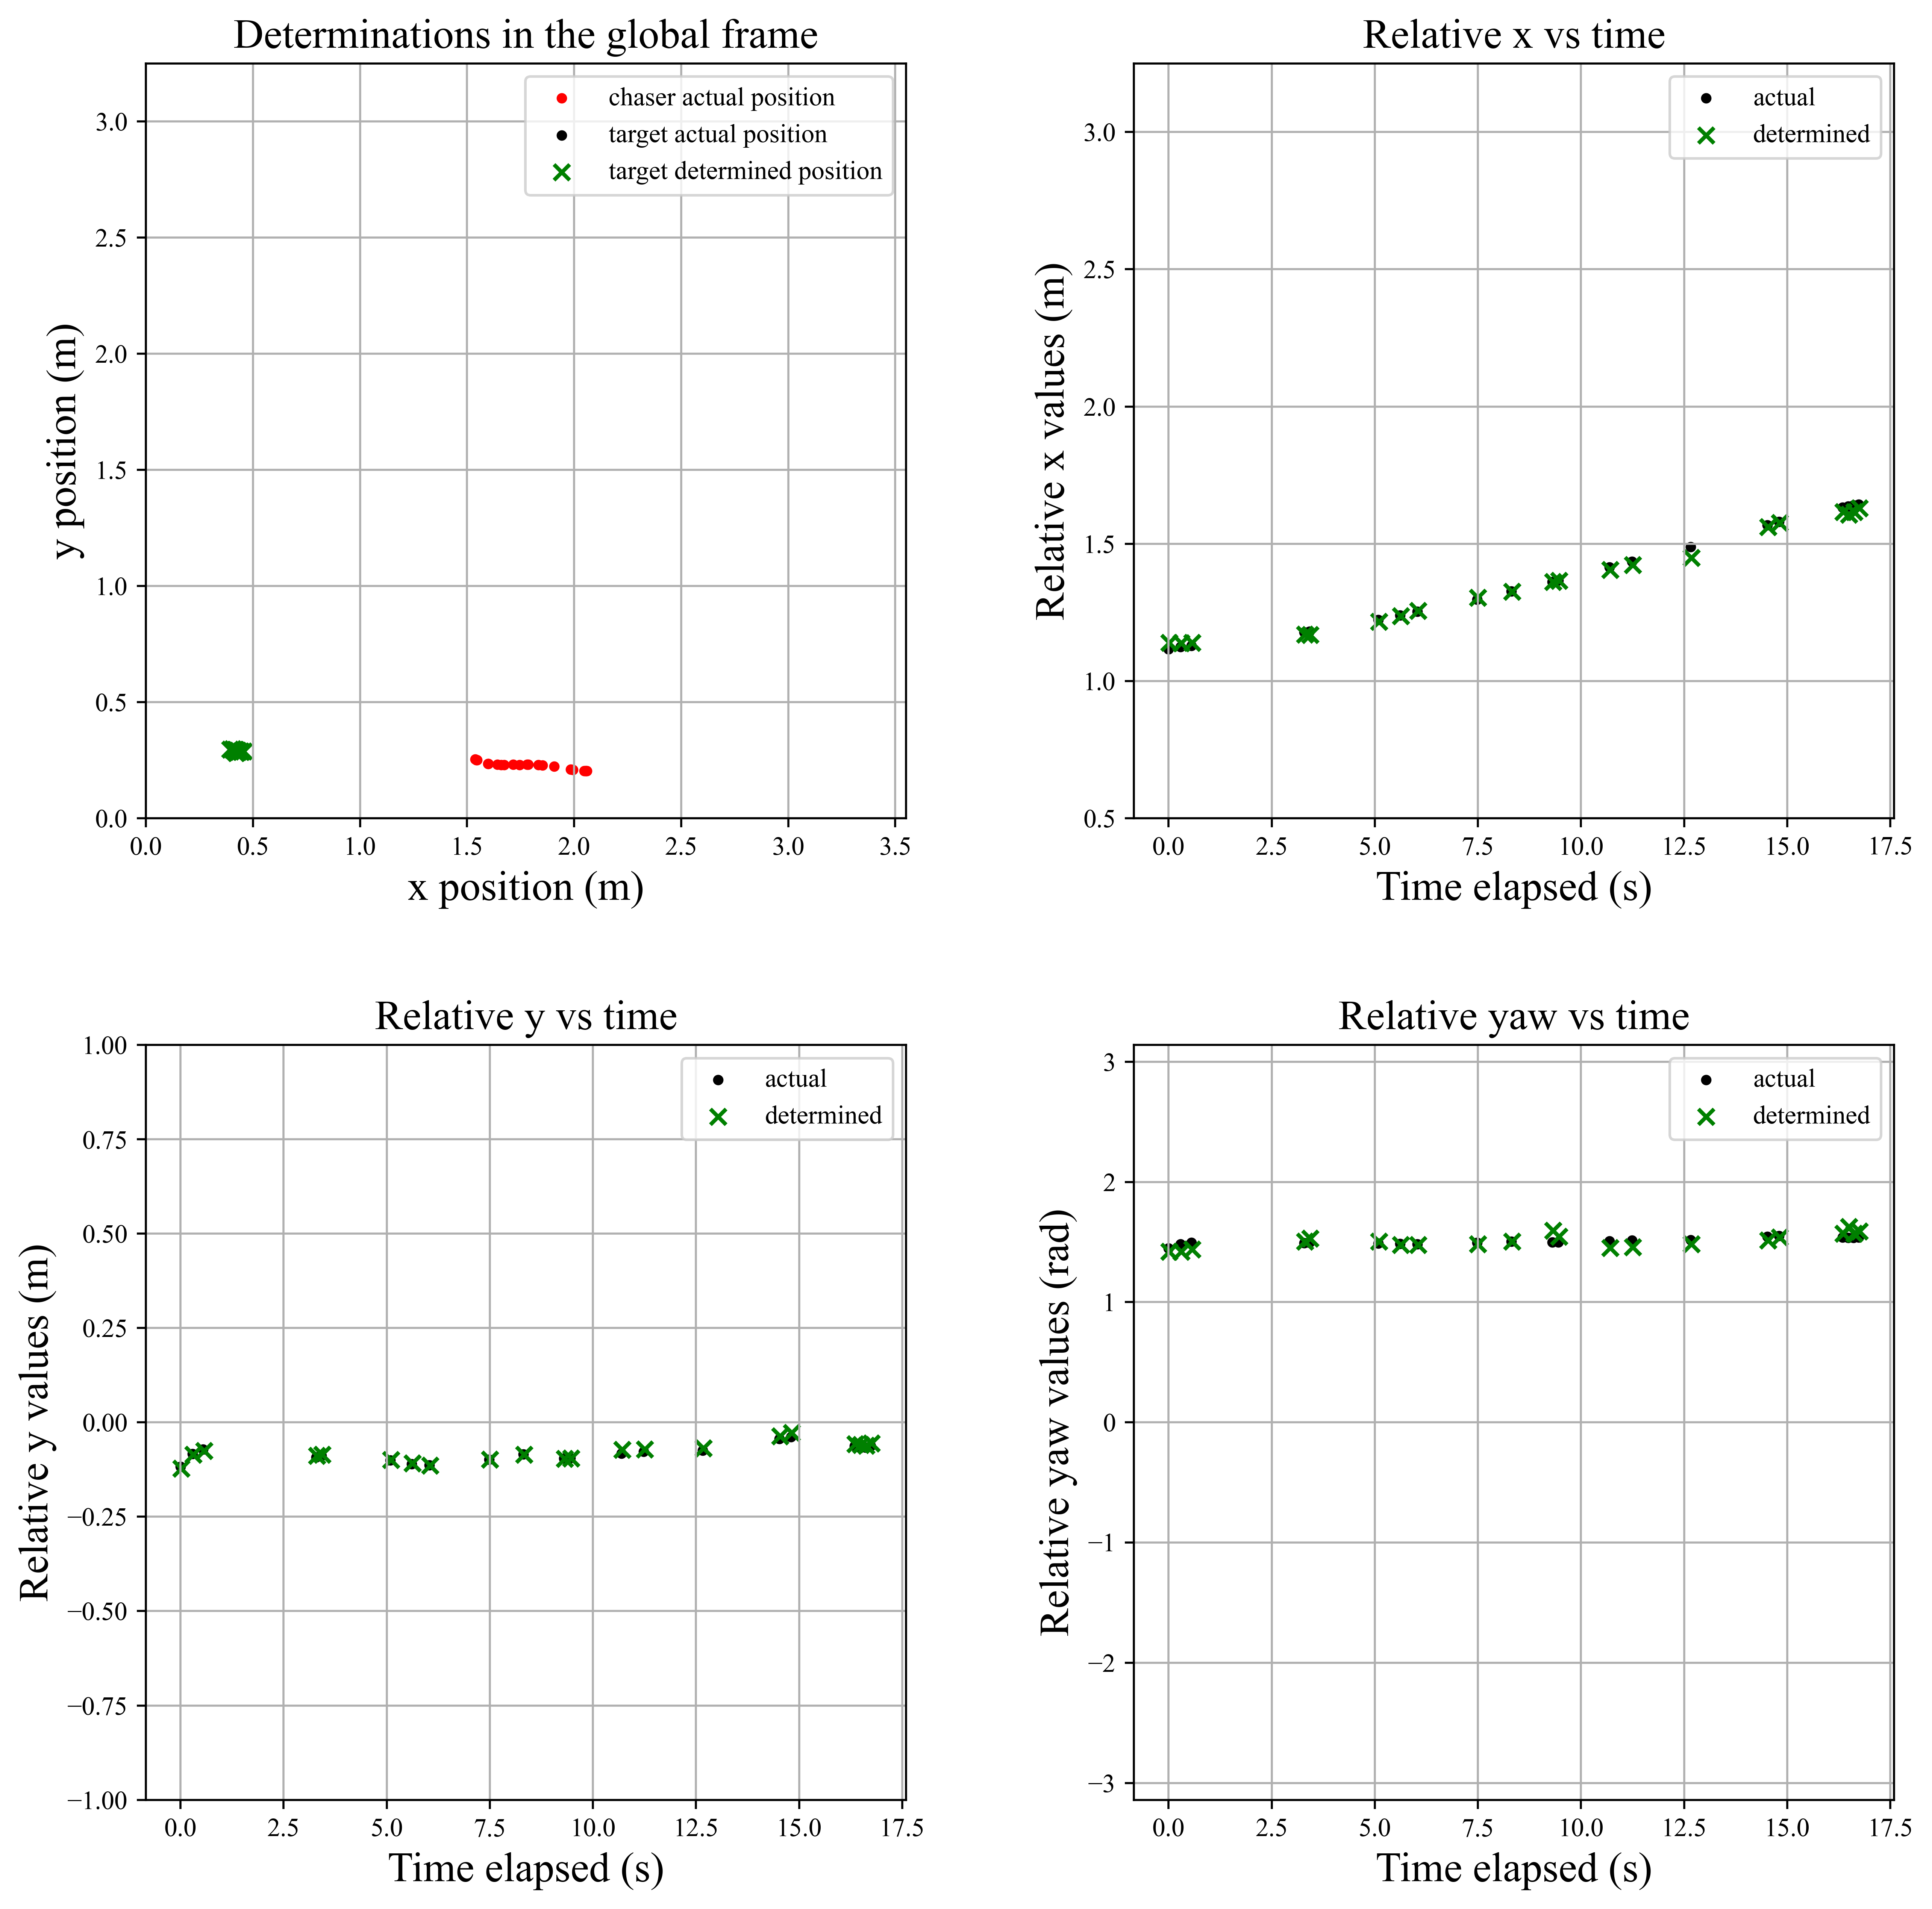 Determinations in the global frame
chaser actual position
target actual position
target determined position
3.0
2.5
2.0
1.5
1.0
0.5
0.0
y position (m)
0.0 0.5 1.0 1.5 2.0 2.5 3.0 3.5
x position (m)
Relative x vs time
actual
determined
3.0
2.5
2.0
1.5
1.0
0.5
Relative x values (m)
0.0 2.5 5.0 7.5 10.0 12.5 15.0 17.5
Time elapsed (s)
Relative y vs time
actual
determined
1.00
0.75
0.50
0.25
0.00
−0.25
−0.50
−0.75
−1.00
Relative y values (m)
0.0 2.5 5.0 7.5 10.0 12.5 15.0 17.5
Time elapsed (s)
Relative yaw vs time
actual
determined
3
2
1
0
−1
−2
−3
Relative yaw values (rad)
0.0 2.5 5.0 7.5 10.0 12.5 15.0 17.5
Time elapsed (s)